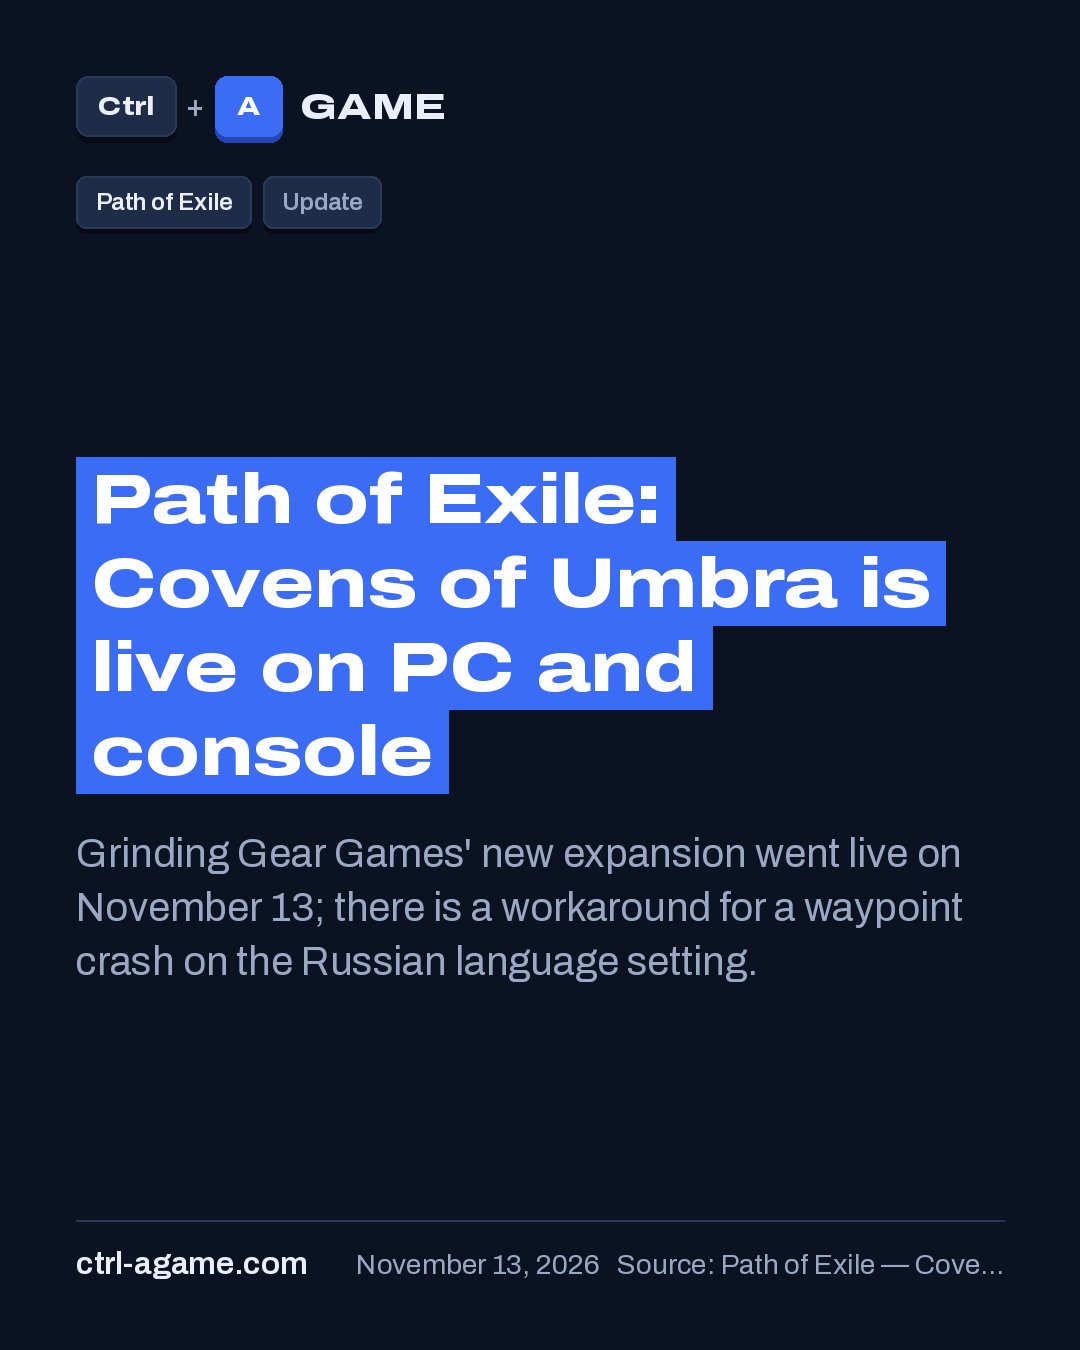 Ctrl + A GAME
Path of Exile Update
Path of Exile:
Covens of Umbra is
live on PC and
console
Grinding Gear Games' new expansion went live on
November 13; there is a workaround for a waypoint
crash on the Russian language setting.
ctrl-agame.com November 13, 2026 Source: Path of Exile — Cove...